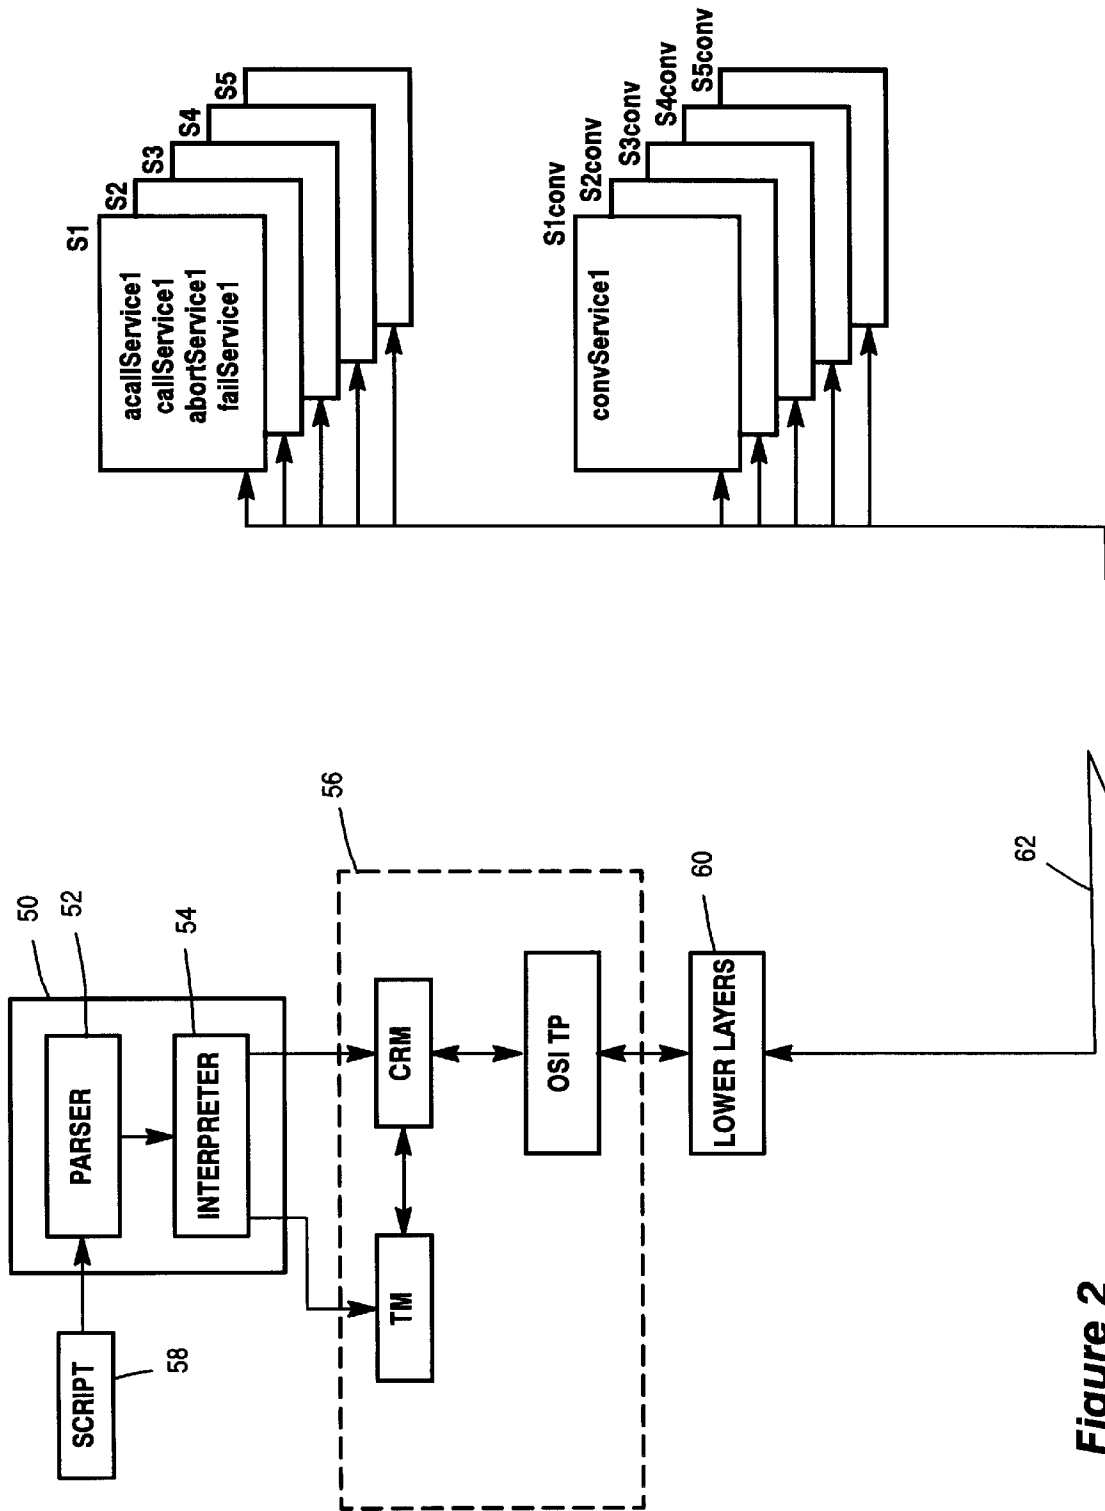 SCRIPT
58
PARSER
INTERPRETER
50
52
54
56
TM
CRM
OSI TP
LOWER LAYERS
60
62
S1
S2
S3
S4
S5
acallService1
callService1
abortService1
failService1
S1conv
S2conv
S3conv
S4conv
S5conv
convService1
Figure 2